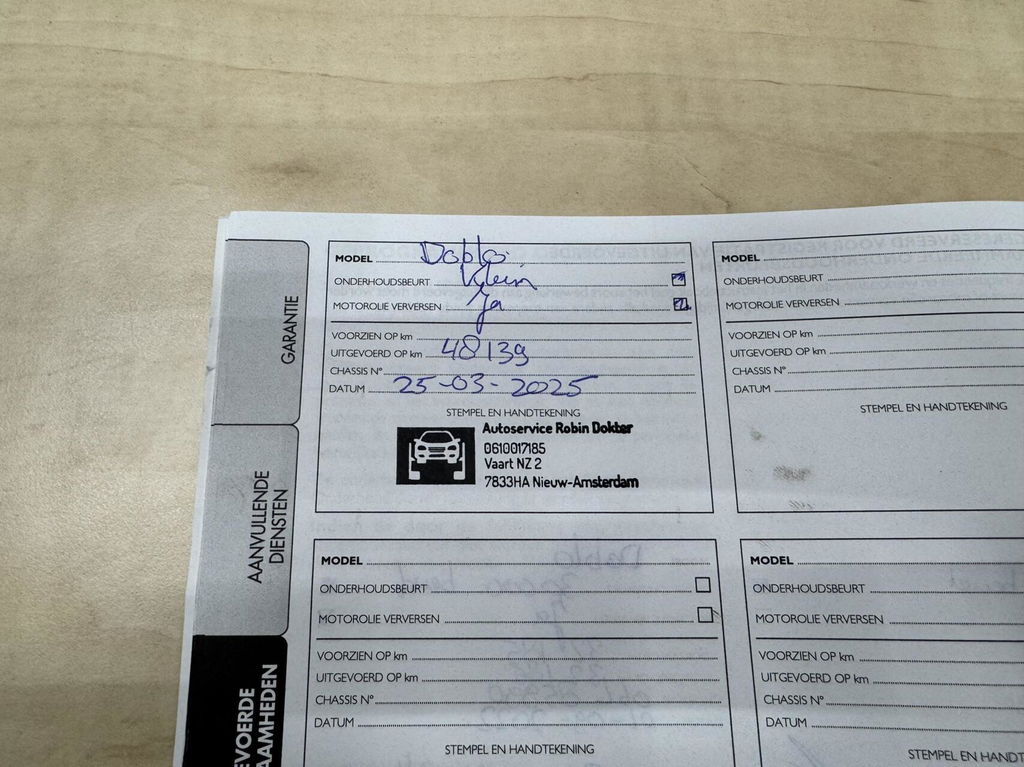 GARANTIE
AANVULLENDE
DIENSTEN
EVOERDE
AAMHEDEN
MODEL Doblo
ONDERHOUDSBEURT Klein
MOTOROLIE VERVERSEN Ja
VOORZIEN OP km
UITGEVOERD OP km 48139
CHASSIS N°
DATUM 25-03-2025
STEMPEL EN HANDTEKENING
Autoservice Robin Dokter
0610017185
Vaart NZ 2
7833HA Nieuw-Amsterdam
MODEL
ONDERHOUDSBEURT
MOTOROLIE VERVERSEN
VOORZIEN OP km
UITGEVOERD OP km
CHASSIS N°
DATUM
STEMPEL EN HANDTEKENING
MODEL
ONDERHOUDSBEURT
MOTOROLIE VERVERSEN
VOORZIEN OP km
UITGEVOERD OP km
CHASSIS N°
DATUM
STEMPEL EN HANDTEKENING
MODEL
ONDERHOUDSBEURT
MOTOROLIE VERVERSEN
VOORZIEN OP km
UITGEVOERD OP km
CHASSIS N°
DATUM
STEMPEL EN HANDT